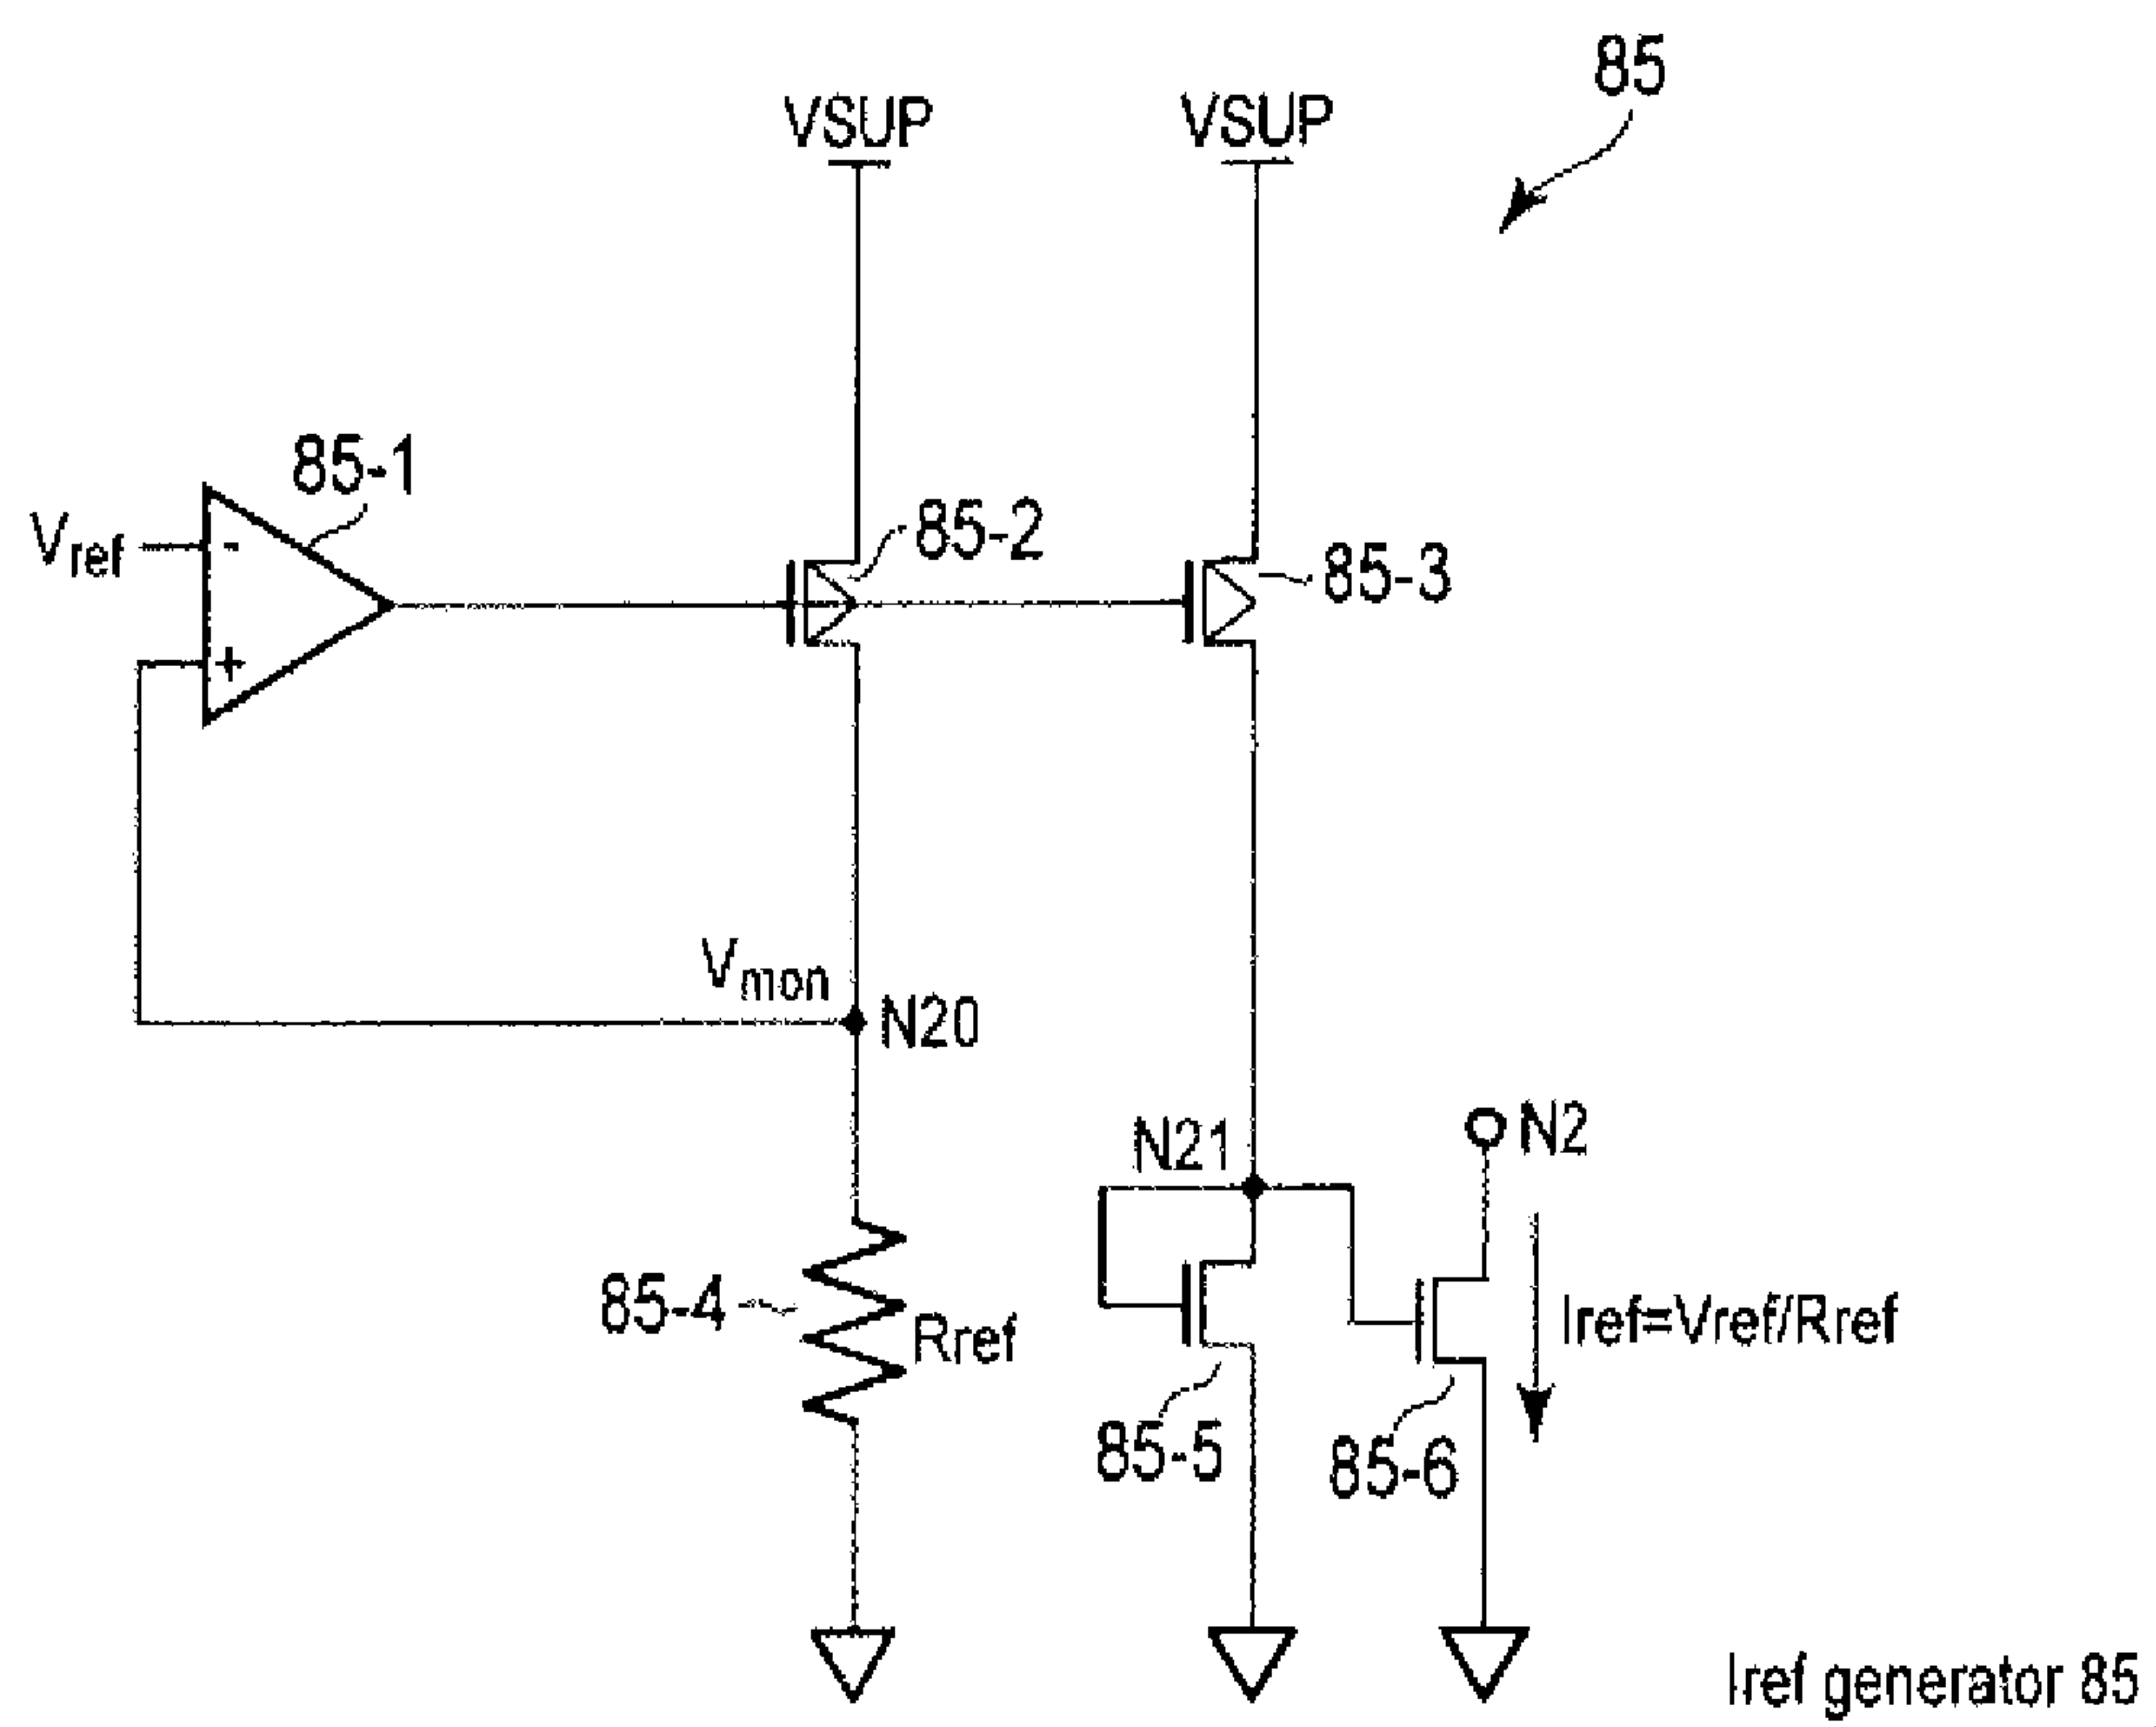 85
VSUP
VSUP
85-1
Vref
-
+
85-2
85-3
Vmon
N20
N21
N2
85-4
Rref
Iref=Vref/Rref
85-5
85-6
Iref generator 85